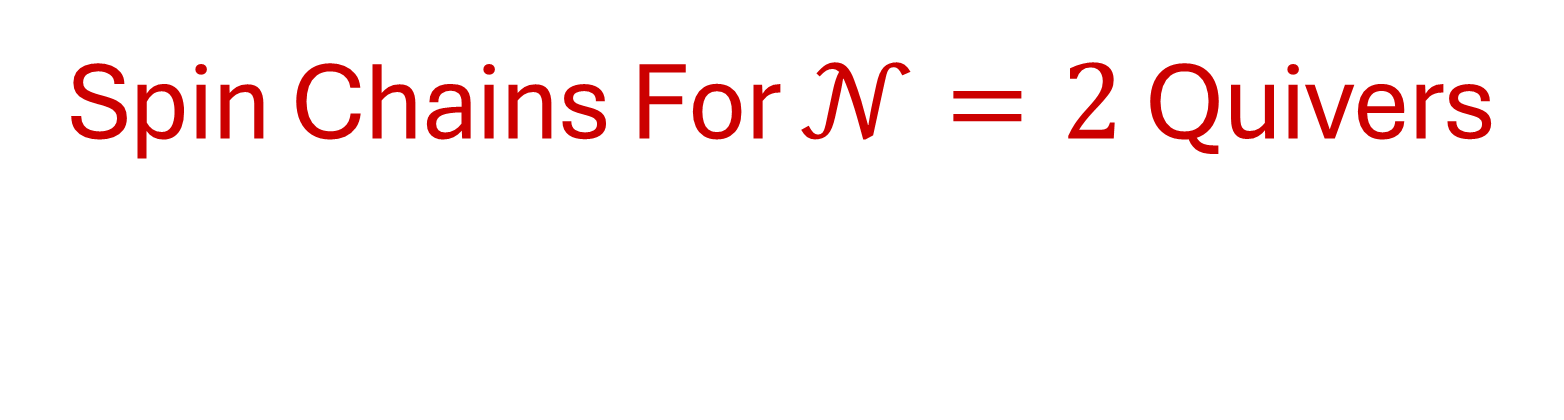 Spin Chains For 𝒩 = 2 Quivers